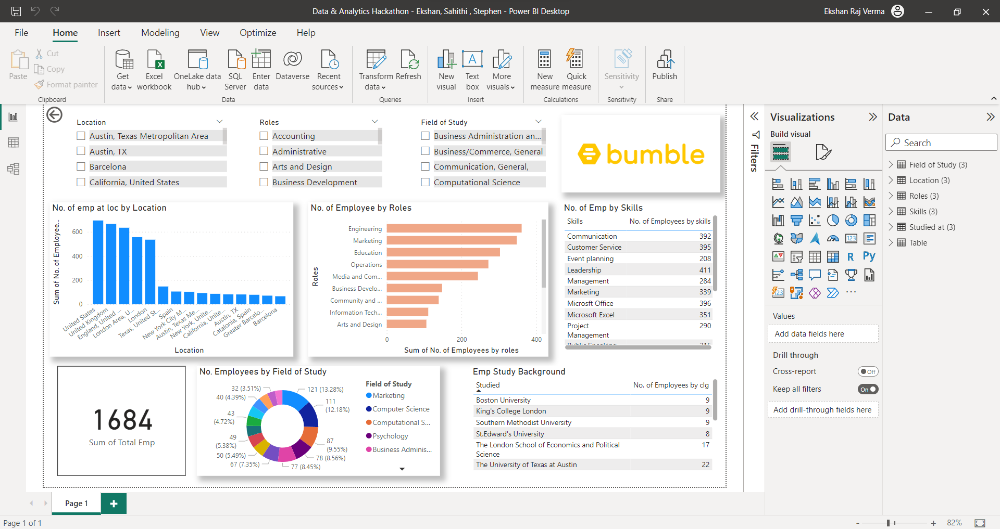 Data & Analytics Hackathon - Ekshan, Sahithi , Stephen - Power BI Desktop
Ekshan Raj Verma
File Home Insert Modeling View Optimize Help
Paste
Cut
Copy
Format painter
Clipboard
Get data
Excel workbook
OneLake data hub
SQL Server
Enter data
Dataverse
Recent sources
Data
Transform data
Refresh
Queries
New visual
Text box
More visuals
Insert
New measure
Quick measure
Calculations
Sensitivity
Sensitivity
Publish
Share
Location
Austin, Texas Metropolitan Area
Austin, TX
Barcelona
California, United States
Roles
Accounting
Administrative
Arts and Design
Business Development
Field of Study
Business Administration an...
Business/Commerce, General
Communication, General,
Computational Science
bumble
No. of emp at loc by Location
Sum of No. of Employee...
600
400
200
0
United States
United Kingdom
England, United ...
London Area, U...
London
Texas, United St...
Spain
New York City M...
Austin, Texas Me...
New York, Unite...
California, Unite...
Austin, TX
Catalonia, Spain
Greater Barcelo...
Barcelona
Location
No. of Employee by Roles
Roles
Engineering
Marketing
Education
Operations
Media and Com...
Business Develo...
Community and ...
Information Tech...
Arts and Design
0 200 400
Sum of No. of Employees by roles
No. of Emp by Skills
Skills No. of Employees by skills
Communication 392
Customer Service 395
Event planning 208
Leadership 411
Management 284
Marketing 339
Microsft Office 396
Microsoft Excel 351
Project Management 290
Public Speaking 215
1684
Sum of Total Emp
No. Employees by Field of Study
121 (13.28%)
111 (12.18%)
87 (9.55%)
78 (8.56%)
77 (8.45%)
67 (7.35%)
50 (5.49%)
49 (5.38%)
43 (4.72%)
40 (4.39%)
32 (3.51%)
Field of Study
Marketing
Computer Science
Computational S...
Psychology
Business Adminis...
Emp Study Background
Studied No. of Employees by clg
Boston University 9
King's College London 9
Southern Methodist University 9
St.Edward's University 8
The London School of Economics and Political Science 17
The University of Texas at Austin 22
Filters
Visualizations
Build visual
123
R
Py
123
Values
Add data fields here
Drill through
Cross-report Off
Keep all filters On
Add drill-through fields here
Data
Search
Field of Study (3)
Location (3)
Roles (3)
Skills (3)
Studied at (3)
Table
Page 1
Page 1 of 1
82%